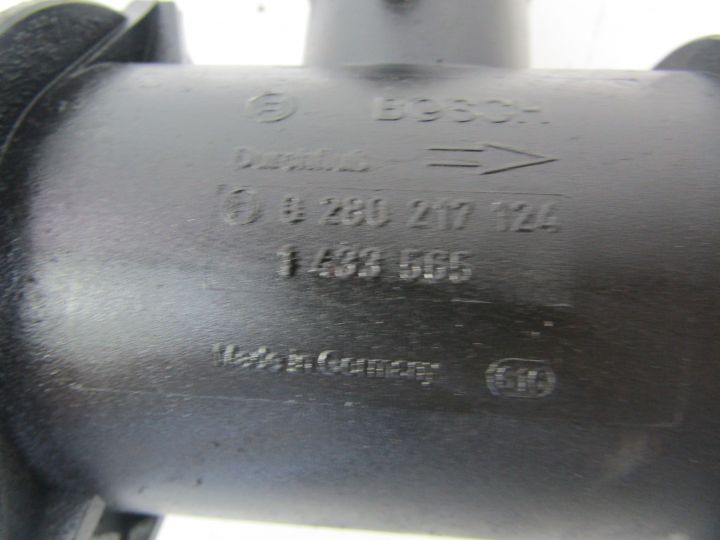 BOSCH
Durchfluß
0 280 217 124
1 433 565
Made in Germany